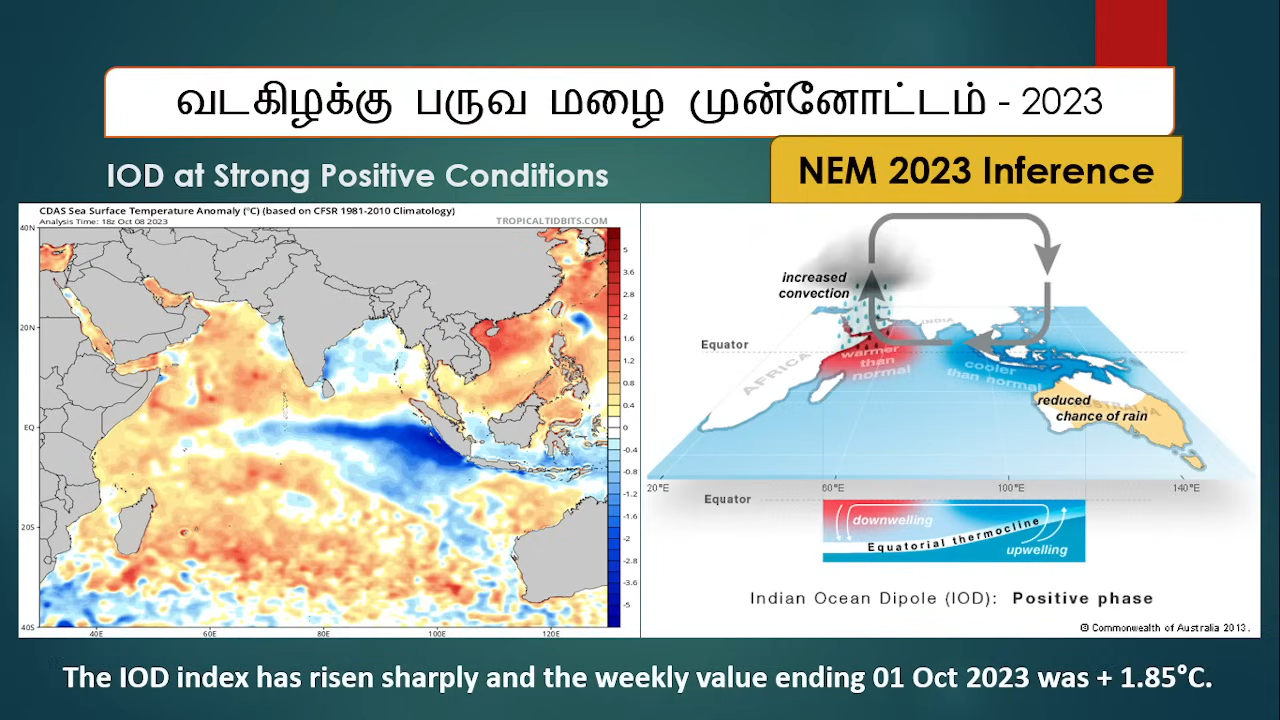 வடகிழக்கு பருவ மழை முன்னோட்டம் - 2023
IOD at Strong Positive Conditions
NEM 2023 Inference
CDAS Sea Surface Temperature Anomaly (°C) (based on CFSR 1981-2010 Climatology)
Analysis Time: 18z Oct 08 2023
TROPICALTIDBITS.COM
40N
20N
EQ
20S
40S
40E
60E
80E
100E
120E
5
3.6
2.8
2
1.6
1.2
0.8
0.4
0
-0.4
-0.8
-1.2
-1.6
-2
-2.8
-3.6
-5
increased
convection
INDIA
Equator
AFRICA
warmer
than
normal
cooler
than normal
reduced
chance of rain
AUSTRALIA
20°E
60°E
100°E
140°E
Equator
downwelling
Equatorial thermocline
upwelling
Indian Ocean Dipole (IOD): Positive phase
© Commonwealth of Australia 2013.
The IOD index has risen sharply and the weekly value ending 01 Oct 2023 was + 1.85°C.